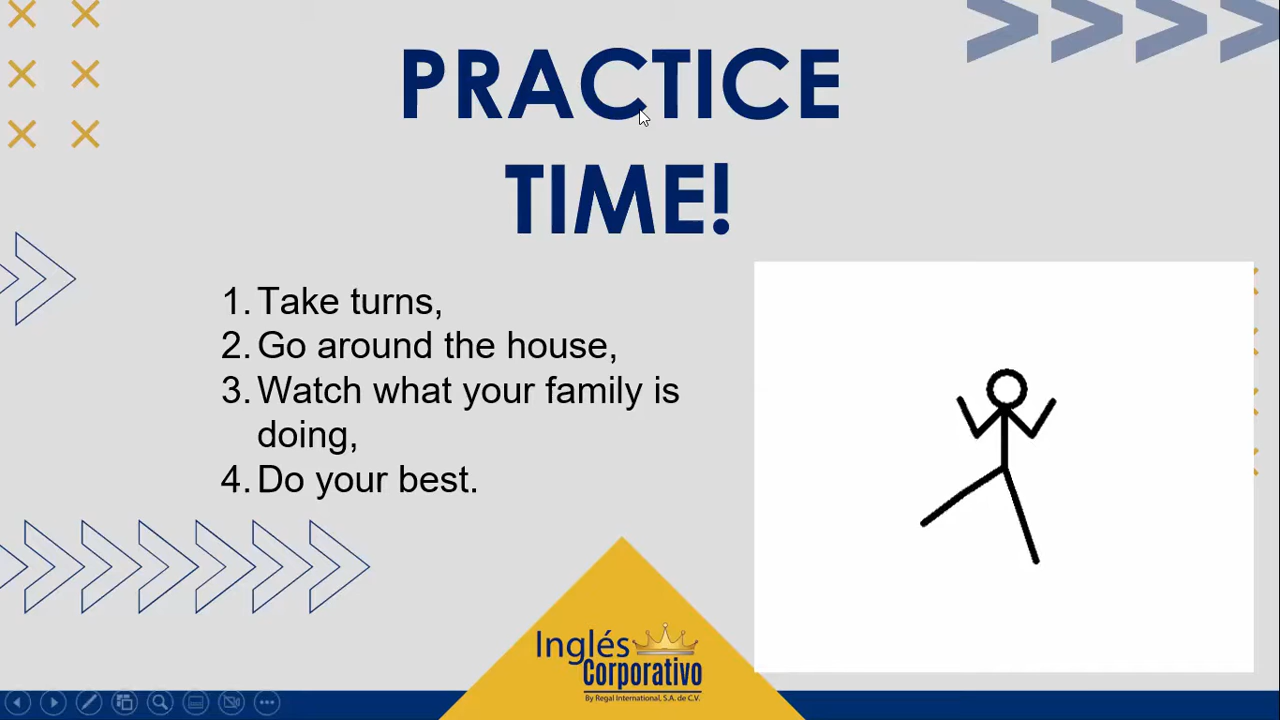 PRACTICE
TIME!
1. Take turns,
2. Go around the house,
3. Watch what your family is
doing,
4. Do your best.
Inglés
Corporativo
By Regal International, S.A. de C.V.